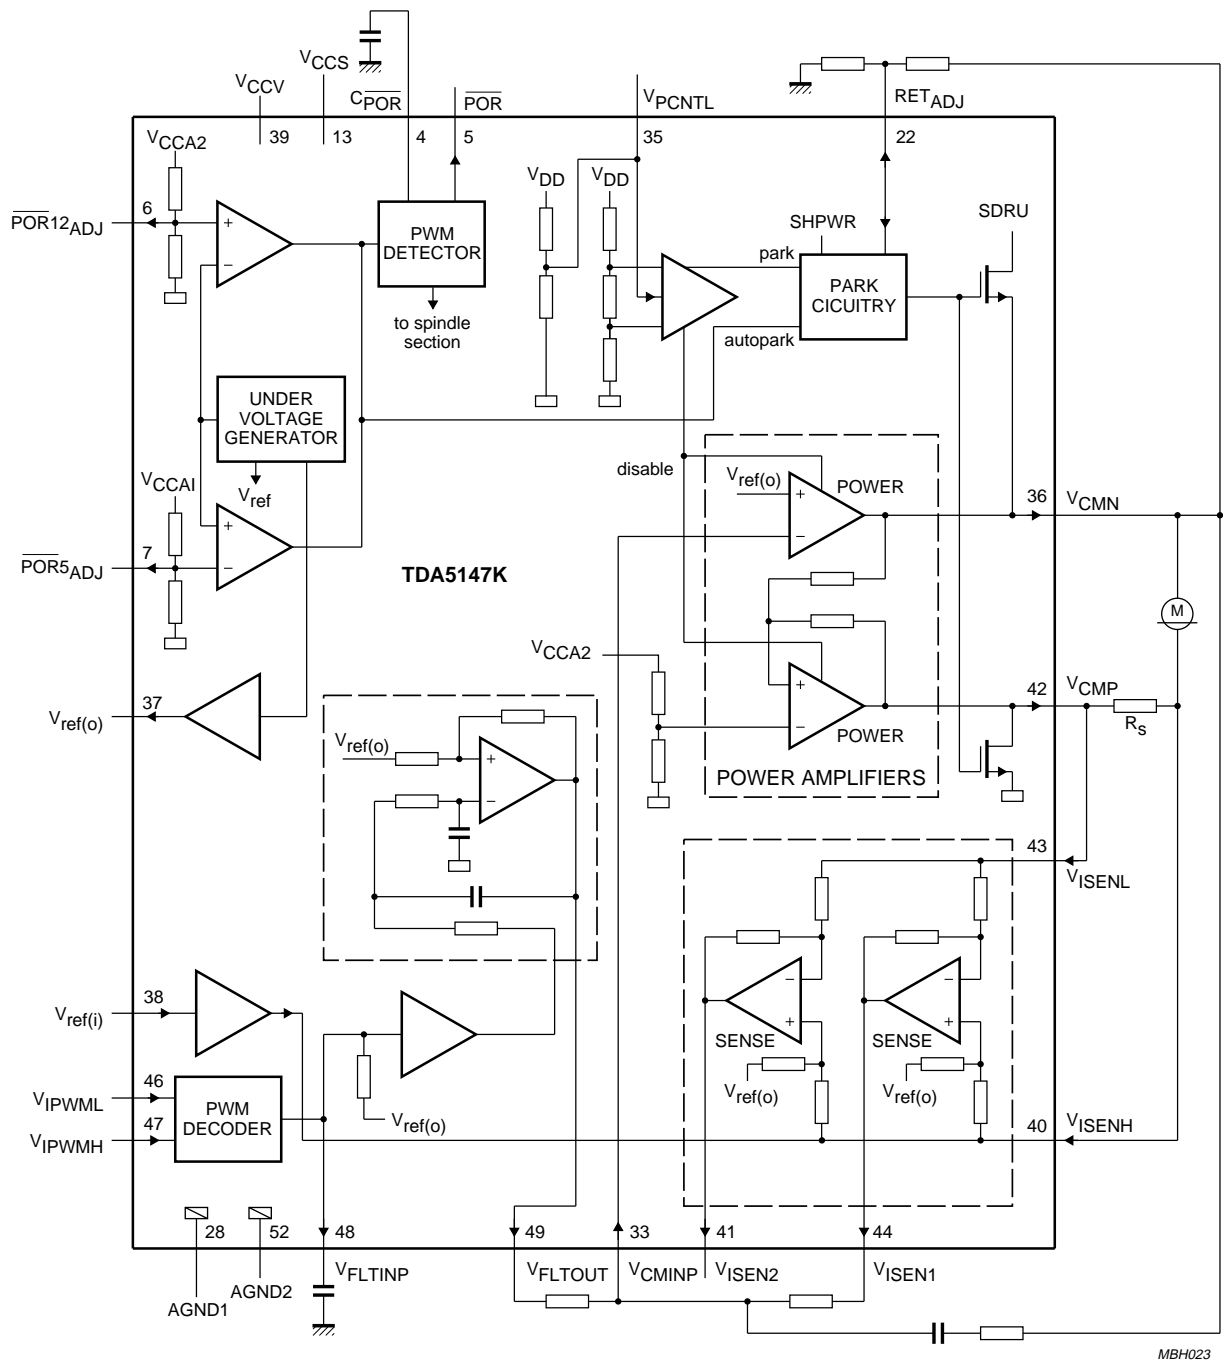 VCCS
VCCV
CPOR
POR
VPCNTL
RETADJ
39
13
4
5
35
22
VCCA2
6
POR12ADJ
+
−
PWM
DETECTOR
to spindle
section
VDD
VDD
SHPWR
park
PARK
CICUITRY
autopark
SDRU
UNDER
VOLTAGE
GENERATOR
Vref
VCCAI
7
POR5ADJ
+
−
TDA5147K
disable
Vref(o)
+
−
POWER
36
VCMN
M
VCCA2
+
−
POWER
POWER AMPLIFIERS
42
VCMP
RS
37
Vref(o)
Vref(o)
+
−
43
VISENL
38
Vref(i)
−
+
SENSE
Vref(o)
−
+
SENSE
Vref(o)
46
VIPWML
47
VIPWMH
PWM
DECODER
Vref(o)
40
VISENH
28
52
48
49
33
41
44
AGND1
AGND2
VFLTINP
VFLTOUT
VCMINP
VISEN2
VISEN1
MBH023